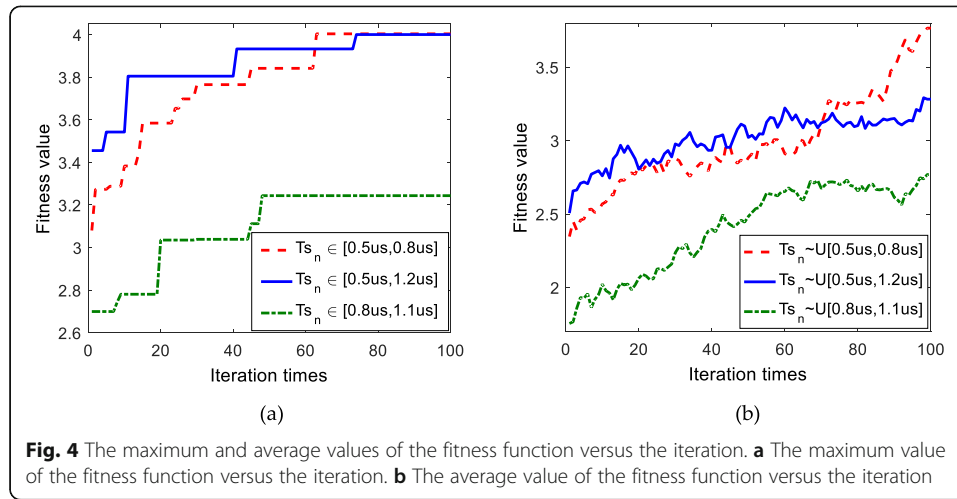 4
3.8
3.6
3.4
3.2
3
2.8
2.6
Fitness value
0 20 40 60 80 100
Iteration times
Ts_n ∈ [0.5us,0.8us]
Ts_n ∈ [0.5us,1.2us]
Ts_n ∈ [0.8us,1.1us]
(a)
3.5
3
2.5
2
Fitness value
0 20 40 60 80 100
Iteration times
Ts_n~U[0.5us,0.8us]
Ts_n~U[0.5us,1.2us]
Ts_n~U[0.8us,1.1us]
(b)
Fig. 4 The maximum and average values of the fitness function versus the iteration. a The maximum value
of the fitness function versus the iteration. b The average value of the fitness function versus the iteration